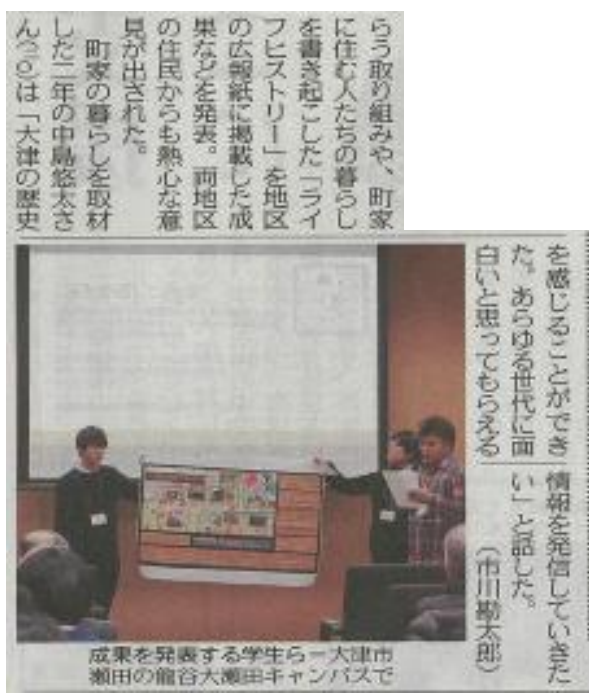 らう取り組みや、町家
に住む人たちの暮らし
を書き起こした「ライ
フヒストリー」を地区
の広報紙に掲載した成
果などを発表。両地区
の住民からも熱心な意
見が出された。
町家の暮らしを取材
した二年の中島悠太さ
ん(二〇)は「大津の歴史
を感じることができ
た。あらゆる世代に面
白いと思ってもらえる
情報を発信していきた
い」と話した。
(市川勘太郎)
成果を発表する学生ら=大津市
瀬田の龍谷大瀬田キャンパスで